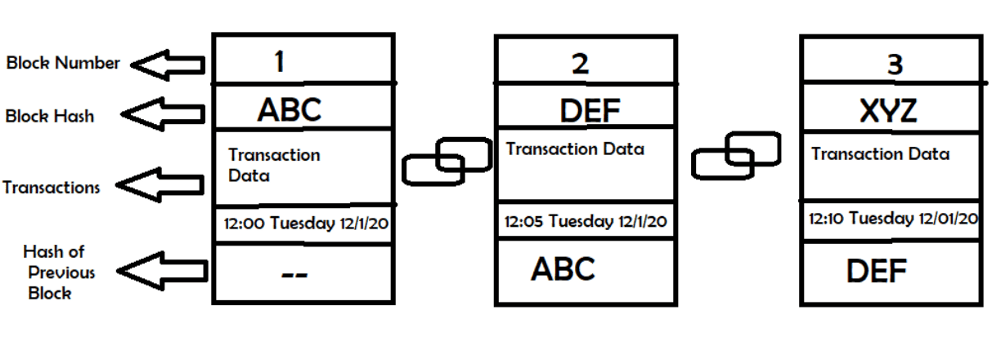 Block Number
Block Hash
Transactions
Hash of
Previous
Block
1
ABC
Transaction
Data
12:00 Tuesday 12/1/20
--
2
DEF
Transaction Data
12:05 Tuesday 12/1/20
ABC
3
XYZ
Transaction Data
12:10 Tuesday 12/01/20
DEF